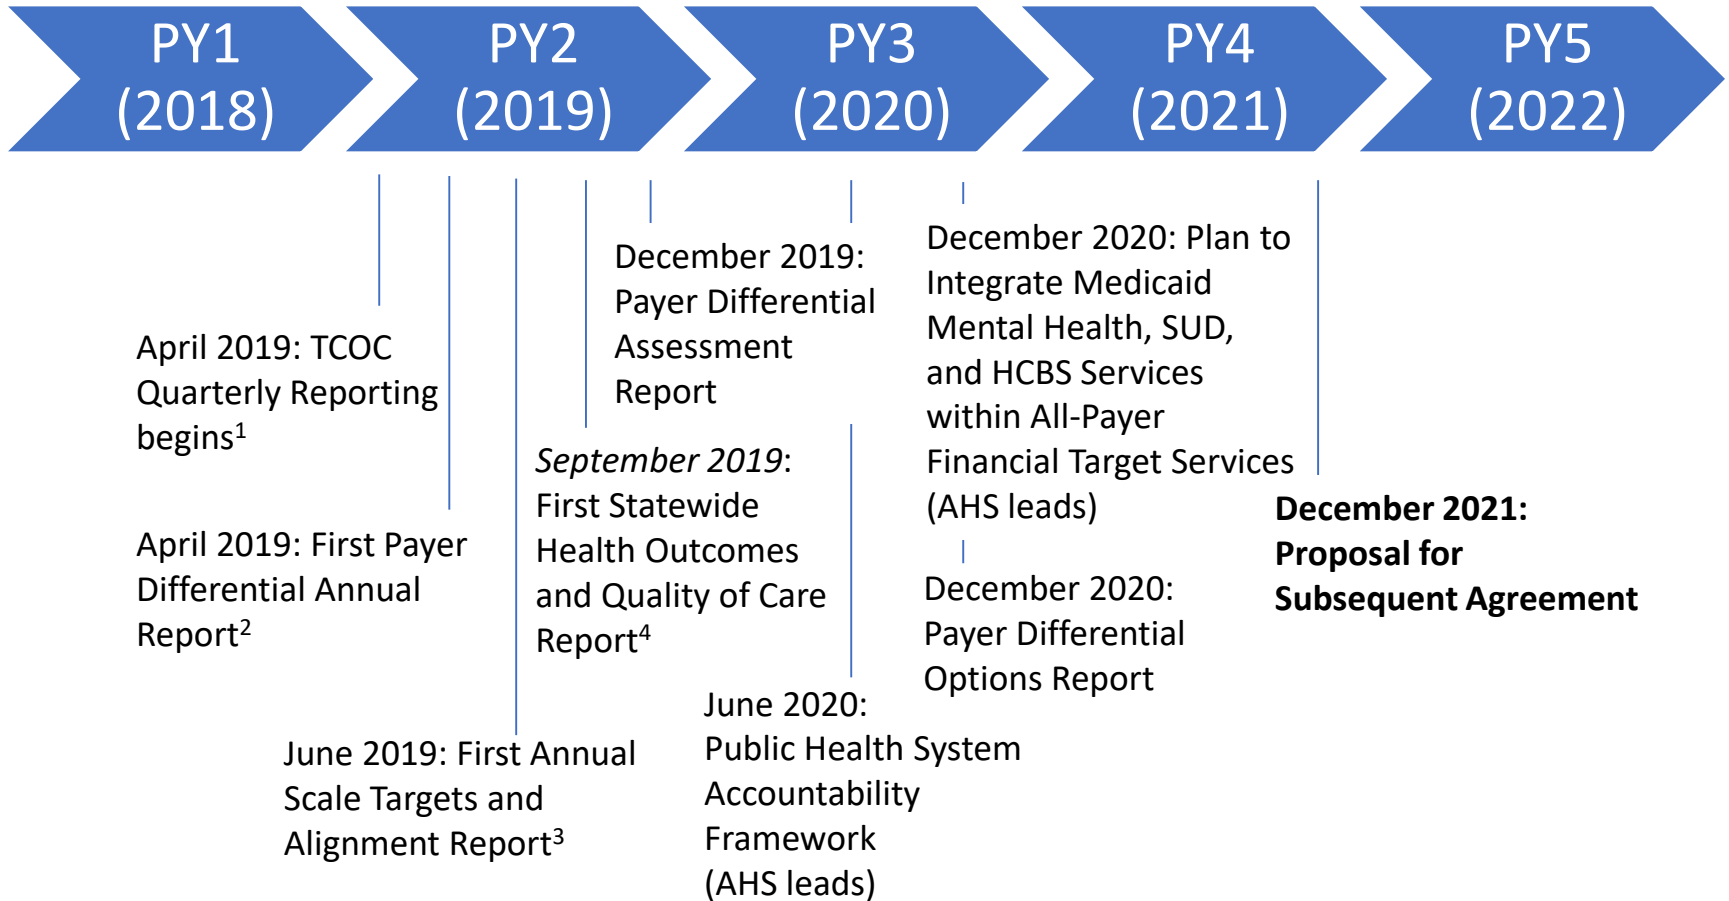 PY1
(2018)
PY2
(2019)
PY3
(2020)
PY4
(2021)
PY5
(2022)
April 2019: TCOC
Quarterly Reporting
begins¹
April 2019: First Payer
Differential Annual
Report²
June 2019: First Annual
Scale Targets and
Alignment Report³
September 2019:
First Statewide
Health Outcomes
and Quality of Care
Report⁴
December 2019:
Payer Differential
Assessment
Report
June 2020:
Public Health System
Accountability
Framework
(AHS leads)
December 2020: Plan to
Integrate Medicaid
Mental Health, SUD,
and HCBS Services
within All-Payer
Financial Target Services
(AHS leads)
December 2020:
Payer Differential
Options Report
December 2021:
Proposal for
Subsequent Agreement